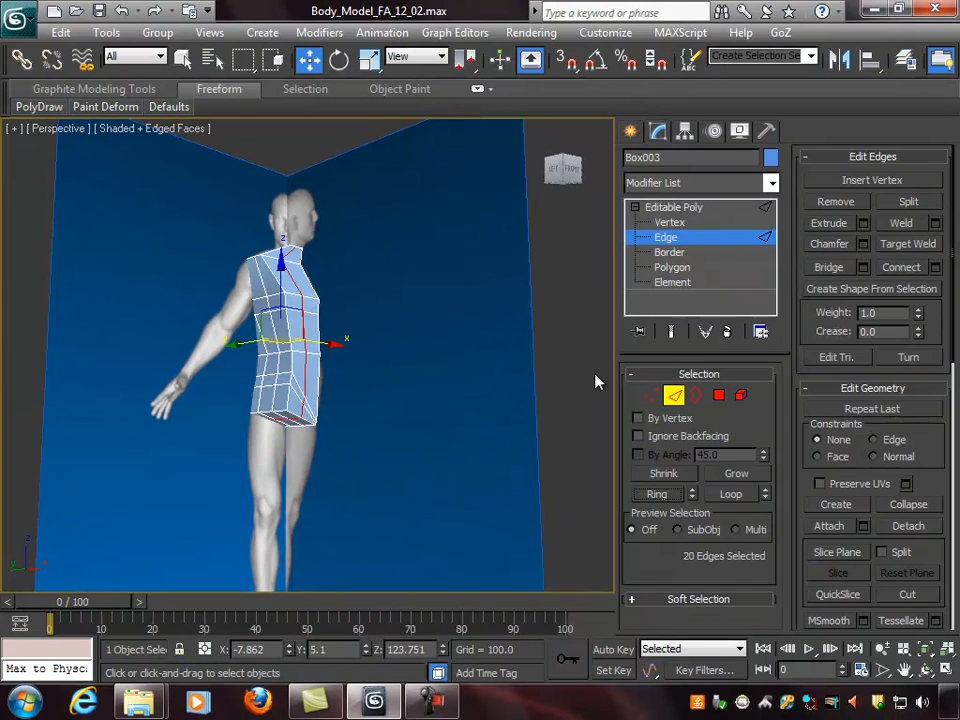 Body_Model_FA_12_02.max
Type a keyword or phrase
Edit Tools Group Views Create Modifiers Animation Graph Editors Rendering Customize MAXScript Help GoZ
All View 3 Create Selection Se
Graphite Modeling Tools Freeform Selection Object Paint
PolyDraw Paint Deform Defaults
[ + ] [ Perspective ] [ Shaded + Edged Faces ]
z
x
z
x
Box003
Modifier List
Editable Poly
Vertex
Edge
Border
Polygon
Element
Selection
By Vertex
Ignore Backfacing
By Angle: 45.0
Shrink Grow
Ring Loop
Preview Selection
Off SubObj Multi
20 Edges Selected
Soft Selection
Edit Edges
Insert Vertex
Remove Split
Extrude Weld
Chamfer Target Weld
Bridge Connect
Create Shape From Selection
Weight: 1.0
Crease: 0.0
Edit Tri. Turn
Edit Geometry
Repeat Last
Constraints
None Edge
Face Normal
Preserve UVs
Create Collapse
Attach Detach
Slice Plane Split
Slice Reset Plane
QuickSlice Cut
MSmooth Tessellate
< 0 / 100 >
0 10 20 30 40 50 60 70 80 90 100
1 Object Selec X: -7.862 Y: 5.1 Z: 123.751 Grid = 100.0 Auto Key Selected
Max to Physc Click or click-and-drag to select objects Add Time Tag Set Key Key Filters... 0